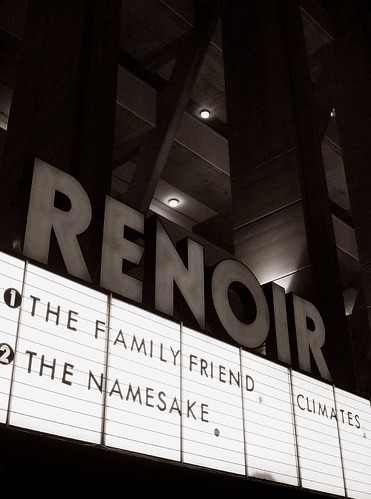 RENOIR
1 THE FAMILY FRIEND. CLIMATES.
2 THE NAMESAKE.